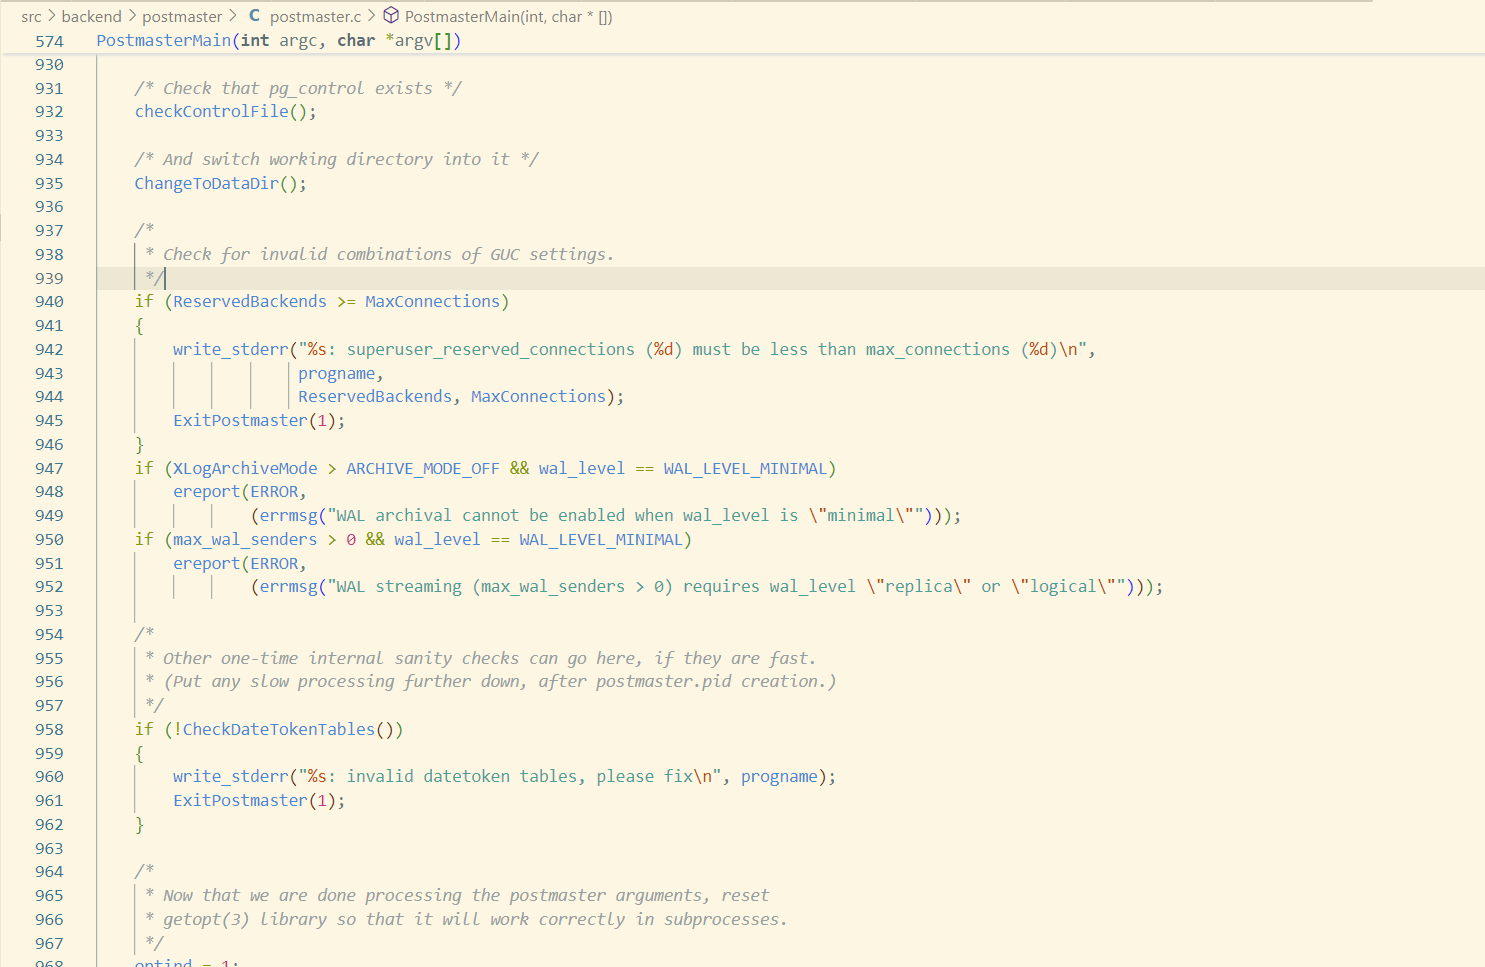 src > backend > postmaster > C postmaster.c > PostmasterMain(int, char * [])
574 PostmasterMain(int argc, char *argv[])
930
931 /* Check that pg_control exists */
932 checkControlFile();
933
934 /* And switch working directory into it */
935 ChangeToDataDir();
936
937 /*
938 * Check for invalid combinations of GUC settings.
939 */
940 if (ReservedBackends >= MaxConnections)
941 {
942 write_stderr("%s: superuser_reserved_connections (%d) must be less than max_connections (%d)\n",
943 progname,
944 ReservedBackends, MaxConnections);
945 ExitPostmaster(1);
946 }
947 if (XLogArchiveMode > ARCHIVE_MODE_OFF && wal_level == WAL_LEVEL_MINIMAL)
948 ereport(ERROR,
949 (errmsg("WAL archival cannot be enabled when wal_level is \"minimal\"")));
950 if (max_wal_senders > 0 && wal_level == WAL_LEVEL_MINIMAL)
951 ereport(ERROR,
952 (errmsg("WAL streaming (max_wal_senders > 0) requires wal_level \"replica\" or \"logical\"")));
953
954 /*
955 * Other one-time internal sanity checks can go here, if they are fast.
956 * (Put any slow processing further down, after postmaster.pid creation.)
957 */
958 if (!CheckDateTokenTables())
959 {
960 write_stderr("%s: invalid datetoken tables, please fix\n", progname);
961 ExitPostmaster(1);
962 }
963
964 /*
965 * Now that we are done processing the postmaster arguments, reset
966 * getopt(3) library so that it will work correctly in subprocesses.
967 */
968 optind = 1;